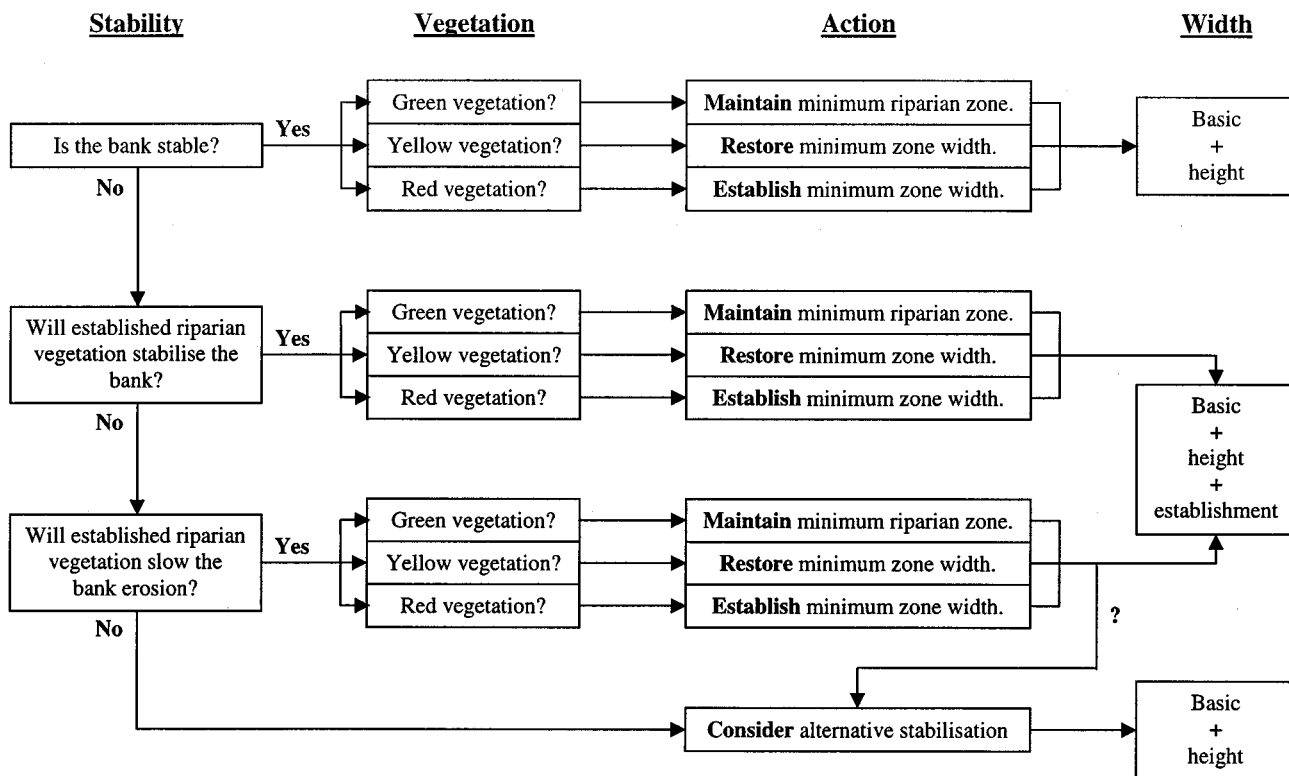 Stability
Vegetation
Action
Width
Is the bank stable?
Yes
No
Green vegetation?
Yellow vegetation?
Red vegetation?
Maintain minimum riparian zone.
Restore minimum zone width.
Establish minimum zone width.
Basic
+
height
Will established riparian
vegetation stabilise the
bank?
Yes
No
Green vegetation?
Yellow vegetation?
Red vegetation?
Maintain minimum riparian zone.
Restore minimum zone width.
Establish minimum zone width.
Basic
+
height
+
establishment
Will established riparian
vegetation slow the
bank erosion?
Yes
No
Green vegetation?
Yellow vegetation?
Red vegetation?
Maintain minimum riparian zone.
Restore minimum zone width.
Establish minimum zone width.
?
Consider alternative stabilisation
Basic
+
height